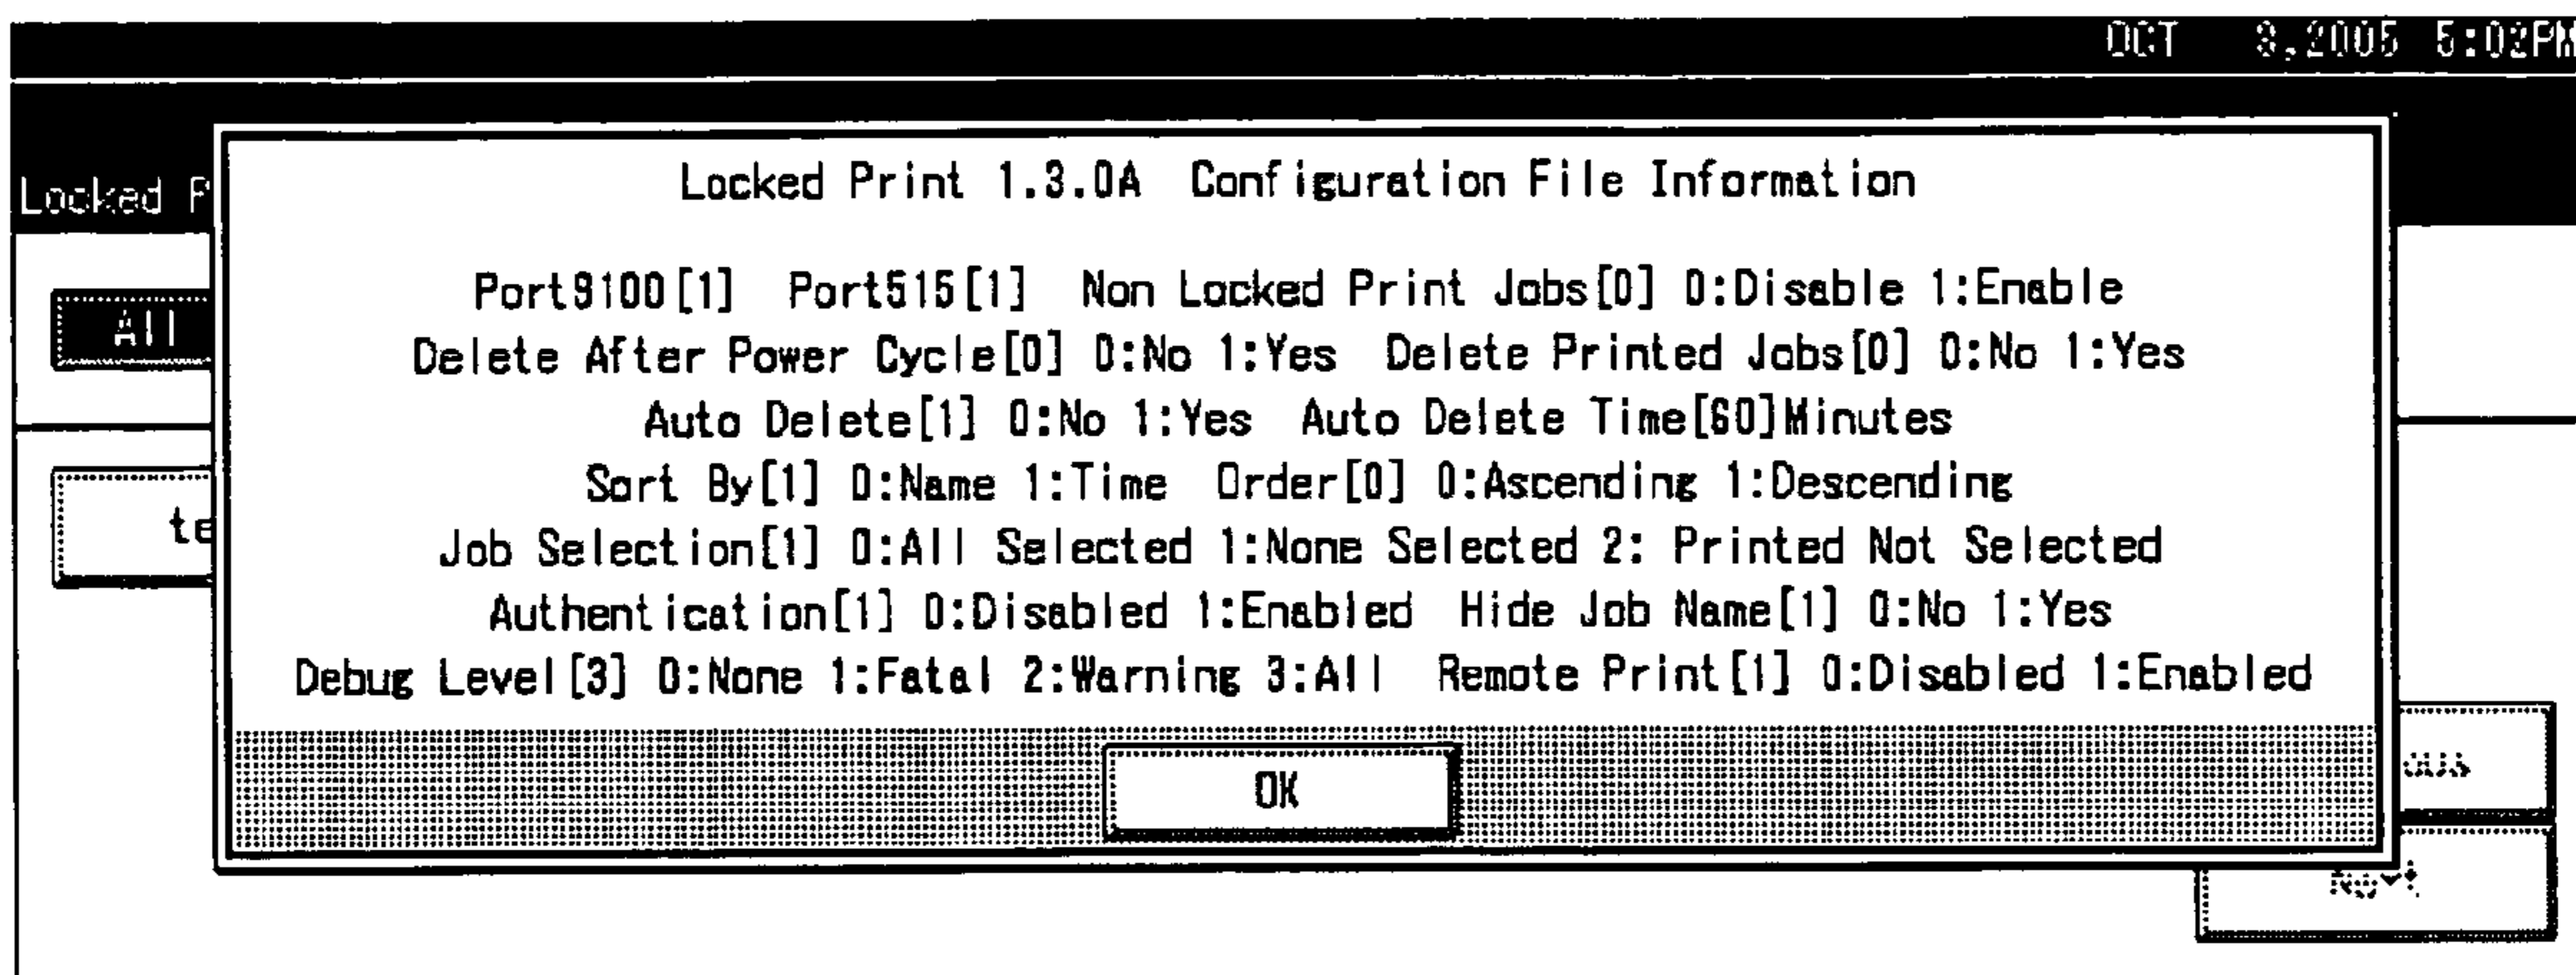 OCT 8,2005 5:02PM
Locked P
Locked Print 1.3.0A Configuration File Information
Port9100[1] Port515[1] Non Locked Print Jobs[0] 0:Disable 1:Enable
All
Delete After Power Cycle[0] 0:No 1:Yes Delete Printed Jobs[0] 0:No 1:Yes
Auto Delete[1] 0:No 1:Yes Auto Delete Time[60]Minutes
Sort By[1] 0:Name 1:Time Order[0] 0:Ascending 1:Descending
te
Job Selection[1] 0:All Selected 1:None Selected 2: Printed Not Selected
Authentication[1] 0:Disabled 1:Enabled Hide Job Name[1] 0:No 1:Yes
Debug Level[3] 0:None 1:Fatal 2:Warning 3:All Remote Print[1] 0:Disabled 1:Enabled
OK
ous
Next